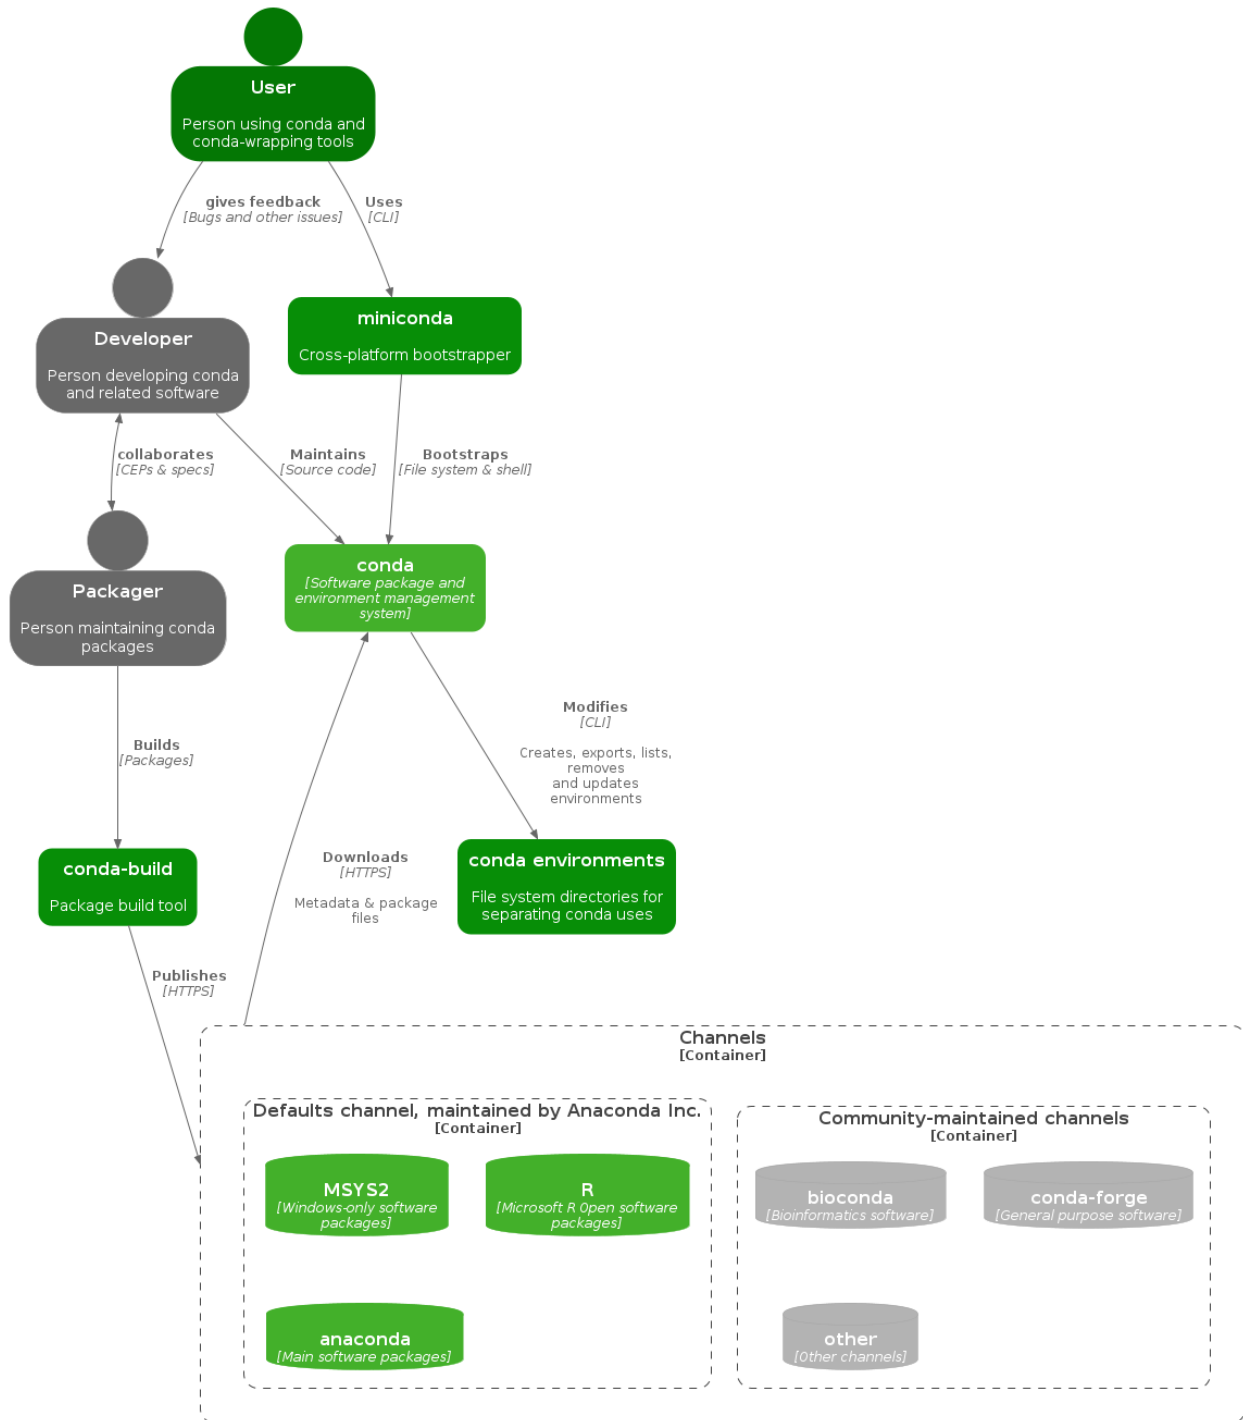 User
Person using conda and
conda-wrapping tools
gives feedback
[Bugs and other issues]
Uses
[CLI]
Developer
Person developing conda
and related software
miniconda
Cross-platform bootstrapper
collaborates
[CEPs & specs]
Maintains
[Source code]
Bootstraps
[File system & shell]
Packager
Person maintaining conda
packages
conda
[Software package and
environment management
system]
Builds
[Packages]
Modifies
[CLI]
Creates, exports, lists,
removes
and updates
environments
conda-build
Package build tool
Downloads
[HTTPS]
Metadata & package
files
conda environments
File system directories for
separating conda uses
Publishes
[HTTPS]
Channels
[Container]
Defaults channel, maintained by Anaconda Inc.
[Container]
MSYS2
[Windows-only software
packages]
R
[Microsoft R Open software
packages]
anaconda
[Main software packages]
Community-maintained channels
[Container]
bioconda
[Bioinformatics software]
conda-forge
[General purpose software]
other
[Other channels]